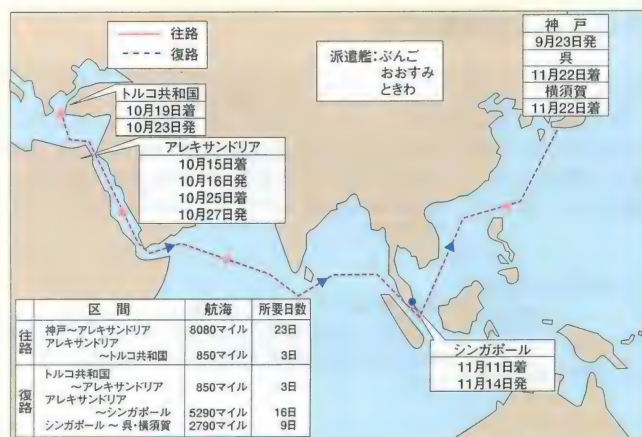 往路
復路
派遣艦：ぶんご
おおすみ
ときわ
神　戸
9月23日発
呉
11月22日着
横須賀
11月22日着
トルコ共和国
10月19日着
10月23日発
アレキサンドリア
10月15日着
10月16日発
10月25日着
10月27日発
シンガポール
11月11日着
11月14日発
区　間　航海　所要日数
往路
神戸～アレキサンドリア　8080マイル　23日
アレキサンドリア
～トルコ共和国　850マイル　3日
復路
トルコ共和国
～アレキサンドリア　850マイル　3日
アレキサンドリア
～シンガポール　5290マイル　16日
シンガポール ～ 呉・横須賀　2790マイル　9日